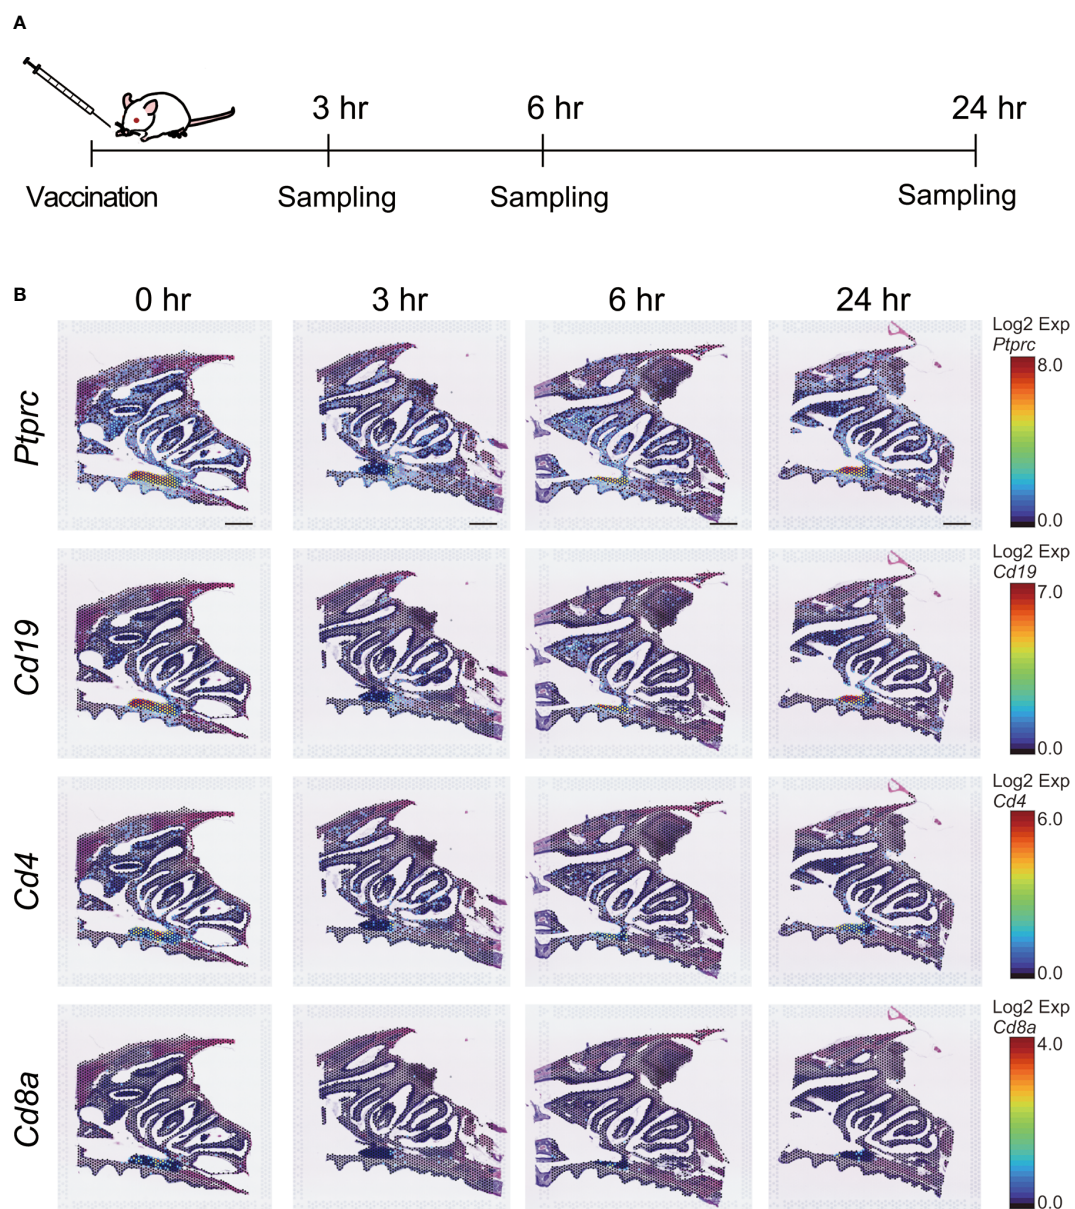 A
3 hr
6 hr
24 hr
Vaccination
Sampling
Sampling
Sampling
B
0 hr
3 hr
6 hr
24 hr
Ptprc
Log2 Exp
Ptprc
8.0
0.0
Cd19
Log2 Exp
Cd19
7.0
0.0
Cd4
Log2 Exp
Cd4
6.0
0.0
Cd8a
Log2 Exp
Cd8a
4.0
0.0